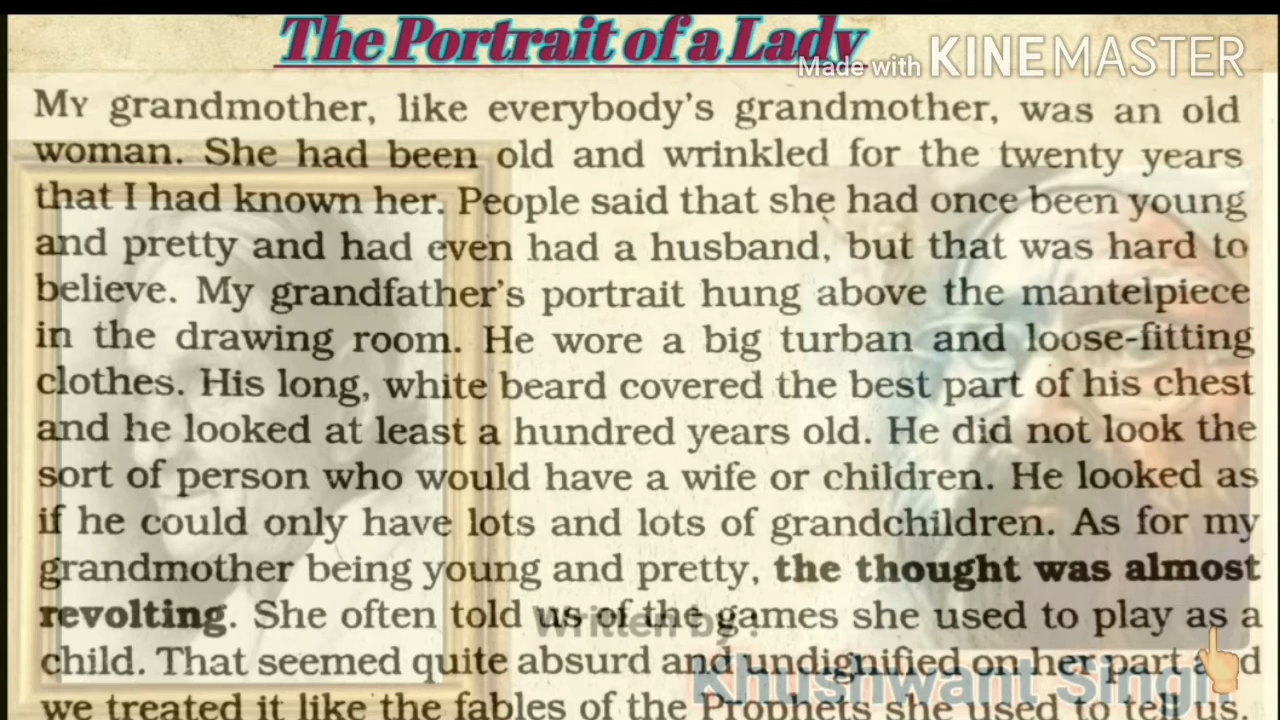 The Portrait of a Lady
Made with KINEMASTER
My grandmother, like everybody's grandmother, was an old
woman. She had been old and wrinkled for the twenty years
that I had known her. People said that she had once been young
and pretty and had even had a husband, but that was hard to
believe. My grandfather's portrait hung above the mantelpiece
in the drawing room. He wore a big turban and loose-fitting
clothes. His long, white beard covered the best part of his chest
and he looked at least a hundred years old. He did not look the
sort of person who would have a wife or children. He looked as
if he could only have lots and lots of grandchildren. As for my
grandmother being young and pretty, the thought was almost
revolting. She often told us of the games she used to play as a
Written by :
child. That seemed quite absurd and undignified on her part and
Khushwant Singh
we treated it like the fables of the Prophets she used to tell us.